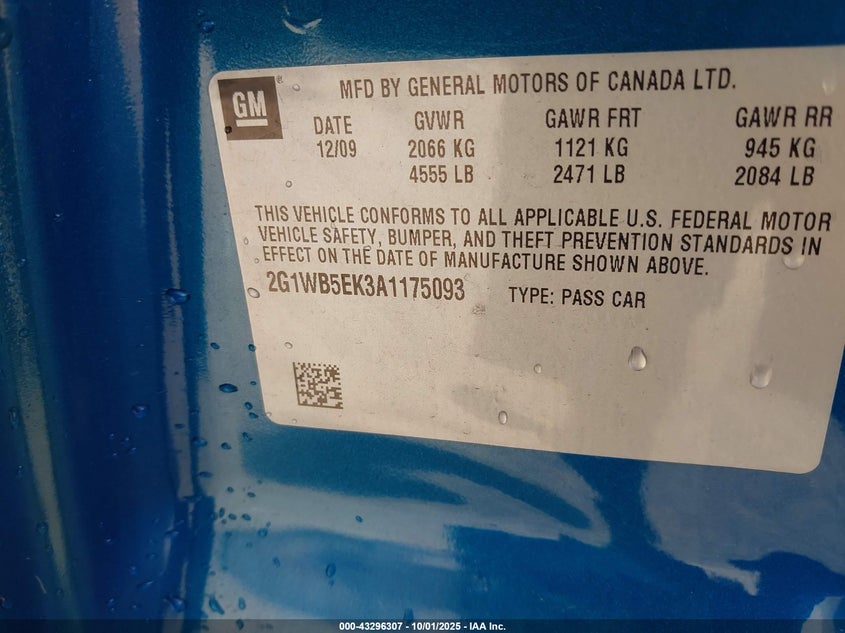 GM
MFD BY GENERAL MOTORS OF CANADA LTD.
DATE GVWR GAWR FRT GAWR RR
12/09 2066 KG 1121 KG 945 KG
4555 LB 2471 LB 2084 LB
THIS VEHICLE CONFORMS TO ALL APPLICABLE U.S. FEDERAL MOTOR
VEHICLE SAFETY, BUMPER, AND THEFT PREVENTION STANDARDS IN
EFFECT ON THE DATE OF MANUFACTURE SHOWN ABOVE.
2G1WB5EK3A1175093 TYPE: PASS CAR
000-43296307 - 10/01/2025 - IAA Inc.